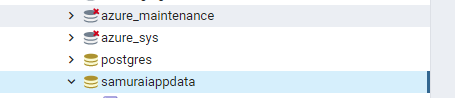 azure_maintenance
azure_sys
postgres
samuraiappdata